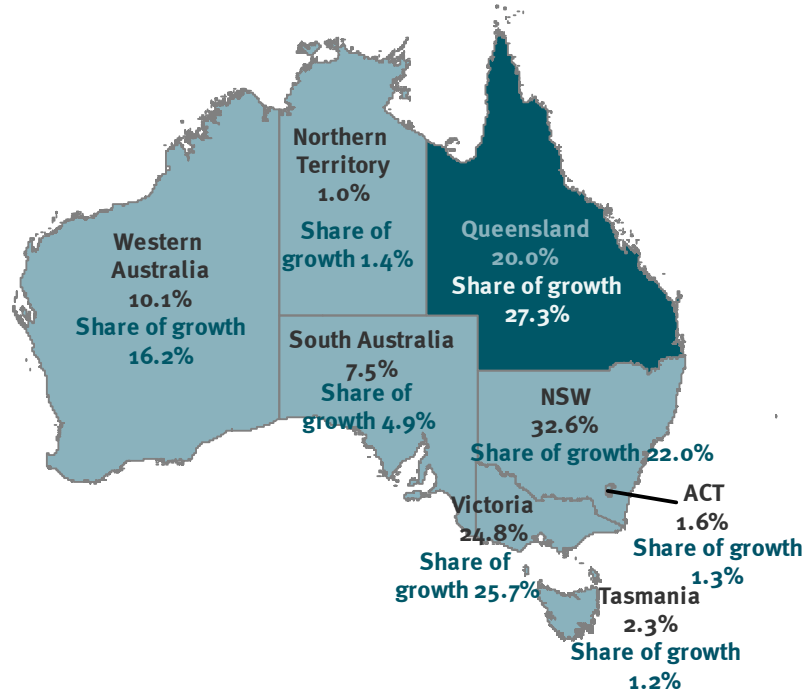 Northern
Territory
1.0%
Share of
growth 1.4%
Western
Australia
10.1%
Share of growth
16.2%
Queensland
20.0%
Share of growth
27.3%
South Australia
7.5%
Share of
growth 4.9%
NSW
32.6%
Share of growth 22.0%
ACT
1.6%
Share of growth
1.3%
Victoria
24.8%
Share of
growth 25.7%
Tasmania
2.3%
Share of growth
1.2%